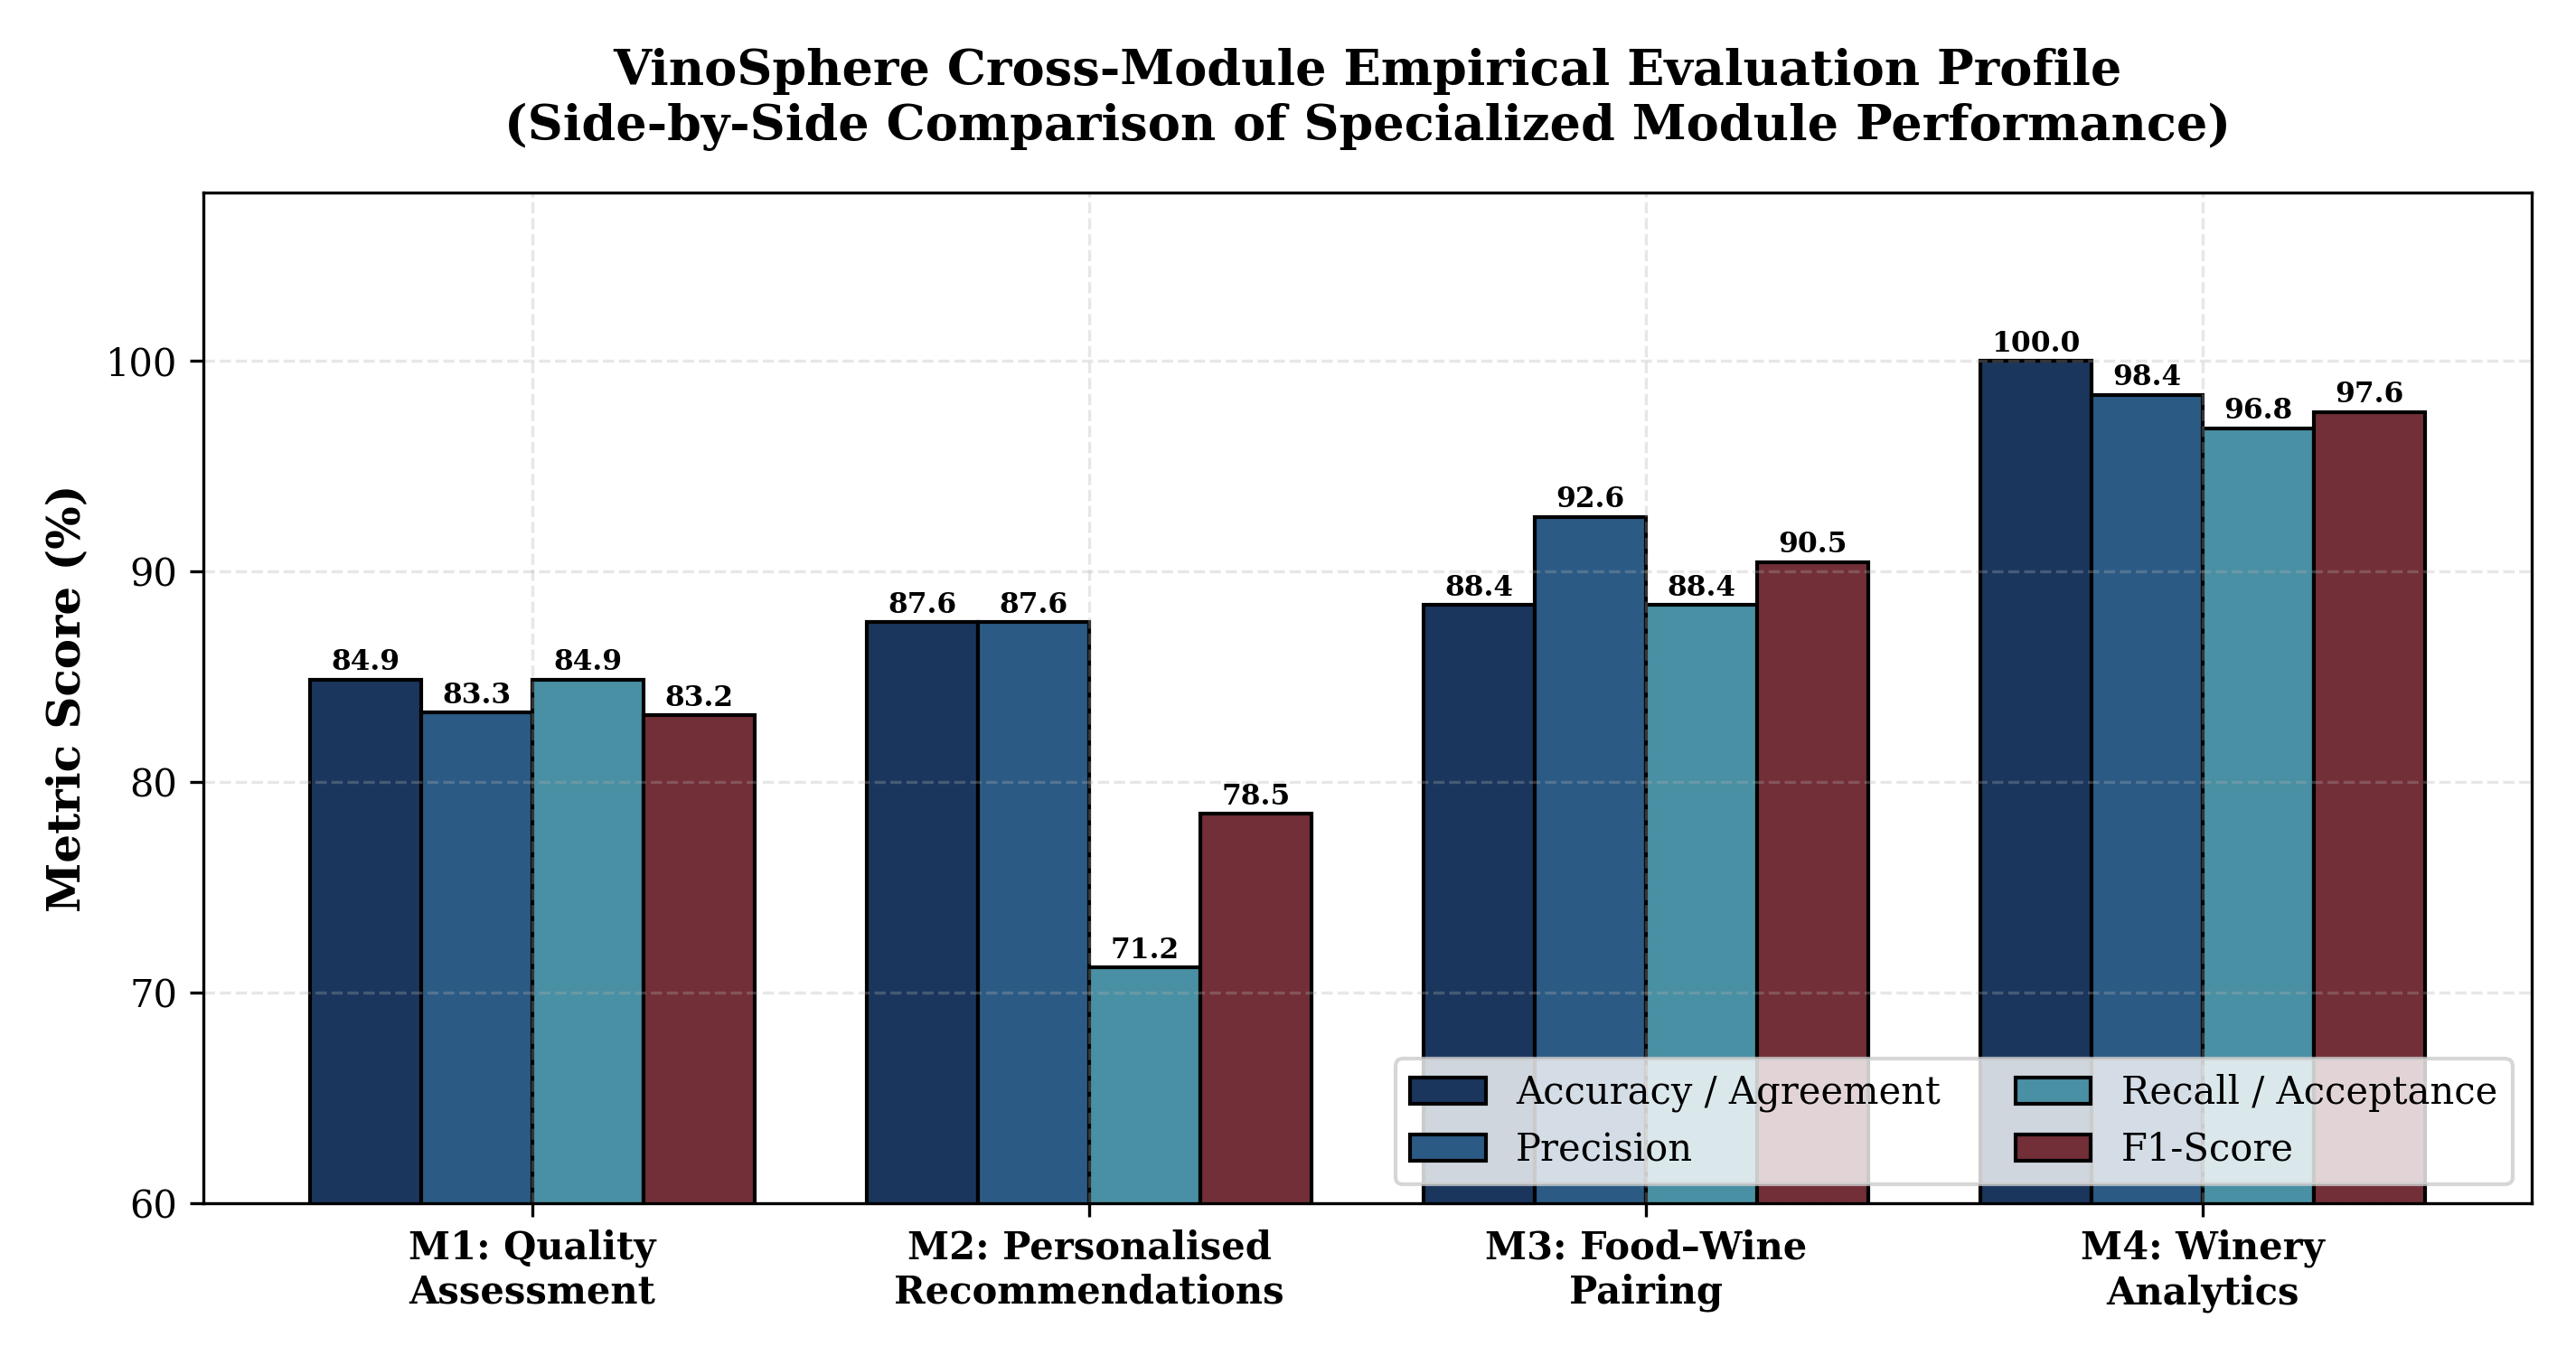 VinoSphere Cross-Module Empirical Evaluation Profile
(Side-by-Side Comparison of Specialized Module Performance)
Metric Score (%)
100
90
80
70
60
84.9
83.3
84.9
83.2
87.6
87.6
71.2
78.5
88.4
92.6
88.4
90.5
100.0
98.4
96.8
97.6
Accuracy / Agreement
Precision
Recall / Acceptance
F1-Score
M1: Quality
Assessment
M2: Personalised
Recommendations
M3: Food–Wine
Pairing
M4: Winery
Analytics